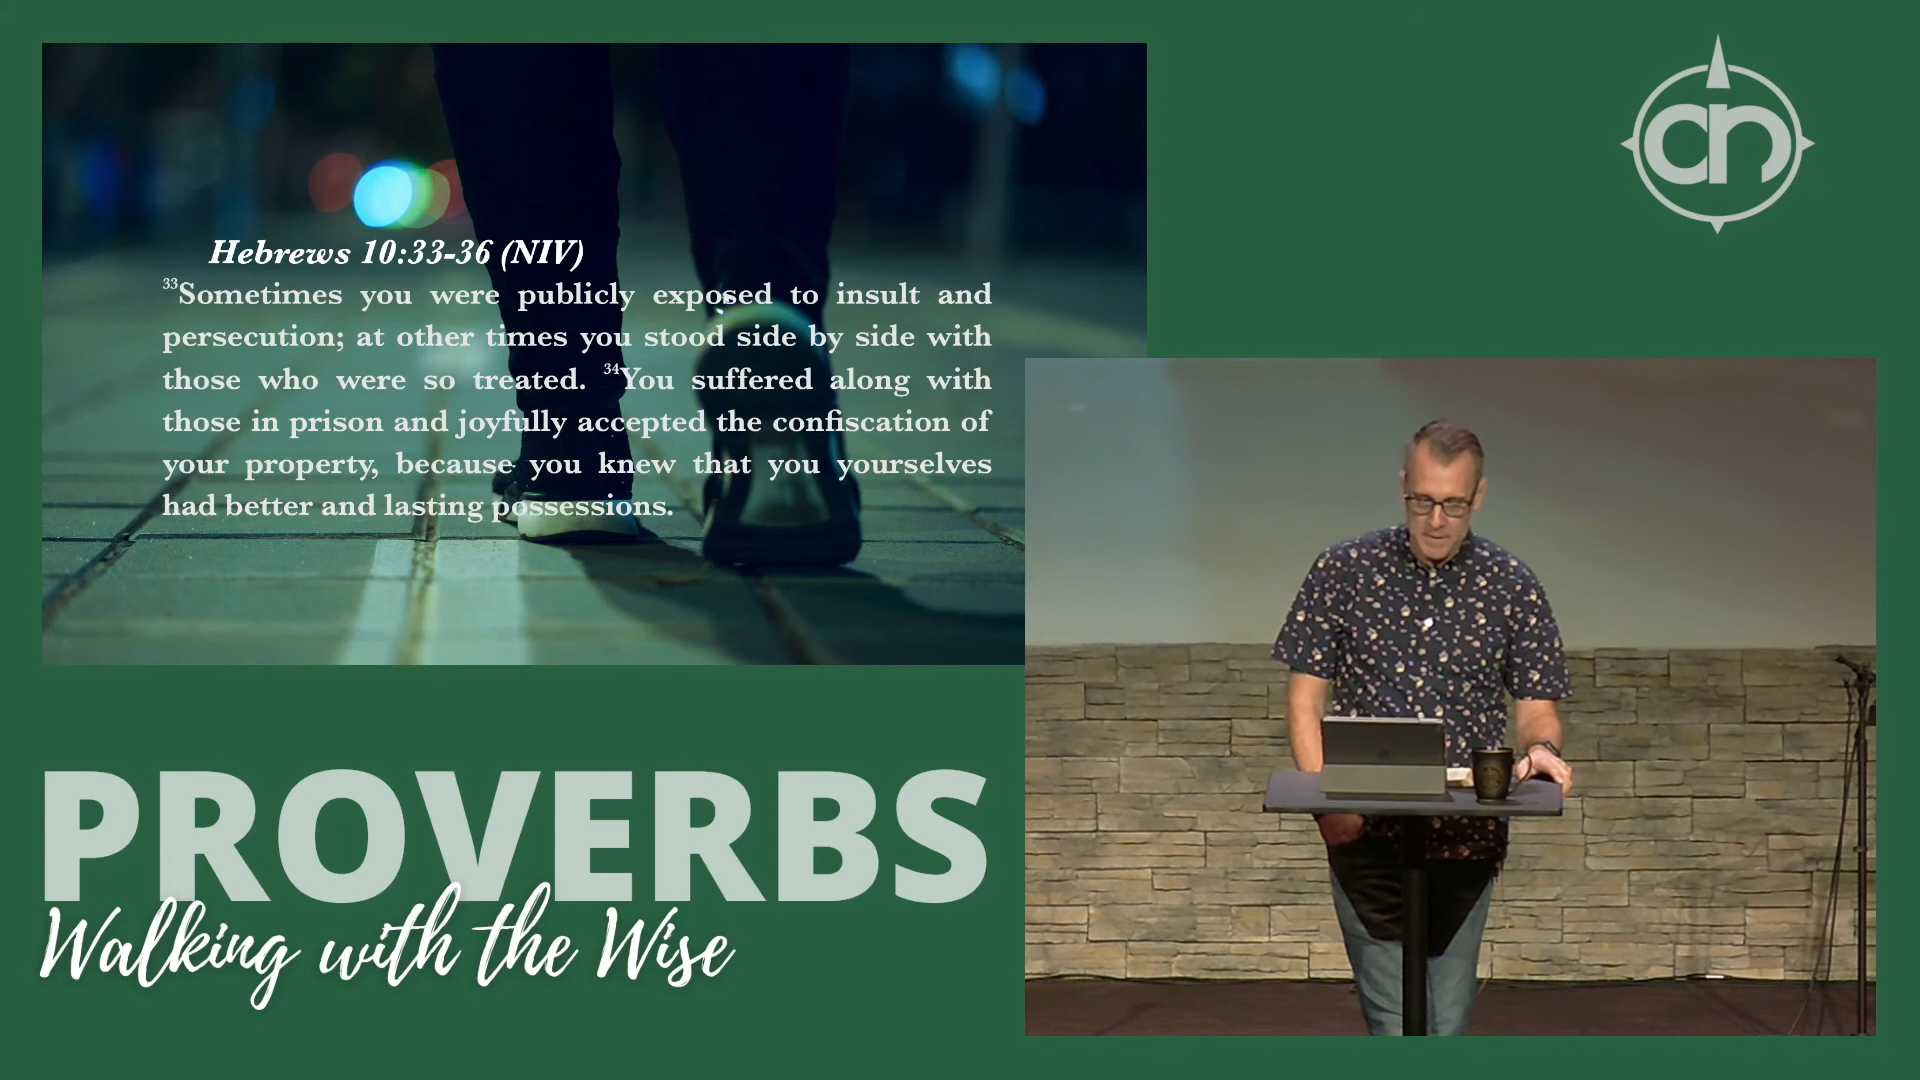 Hebrews 10:33-36 (NIV)
³³Sometimes you were publicly exposed to insult and
persecution; at other times you stood side by side with
those who were so treated. ³⁴You suffered along with
those in prison and joyfully accepted the confiscation of
your property, because you knew that you yourselves
had better and lasting possessions.
cn
PROVERBS
Walking with the Wise